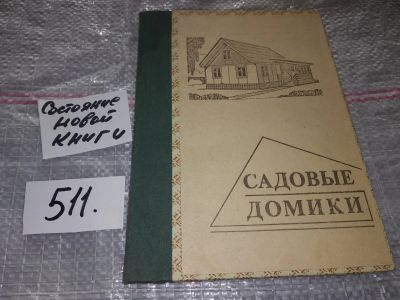 Состояние
новой
книги
511.
САДОВЫЕ
ДОМИКИ